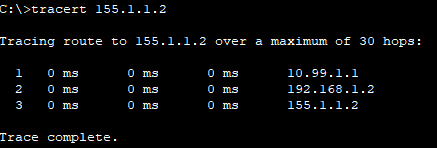 C:\>tracert 155.1.1.2
Tracing route to 155.1.1.2 over a maximum of 30 hops:
1 0 ms 0 ms 0 ms 10.99.1.1
2 0 ms 0 ms 0 ms 192.168.1.2
3 0 ms 0 ms 0 ms 155.1.1.2
Trace complete.